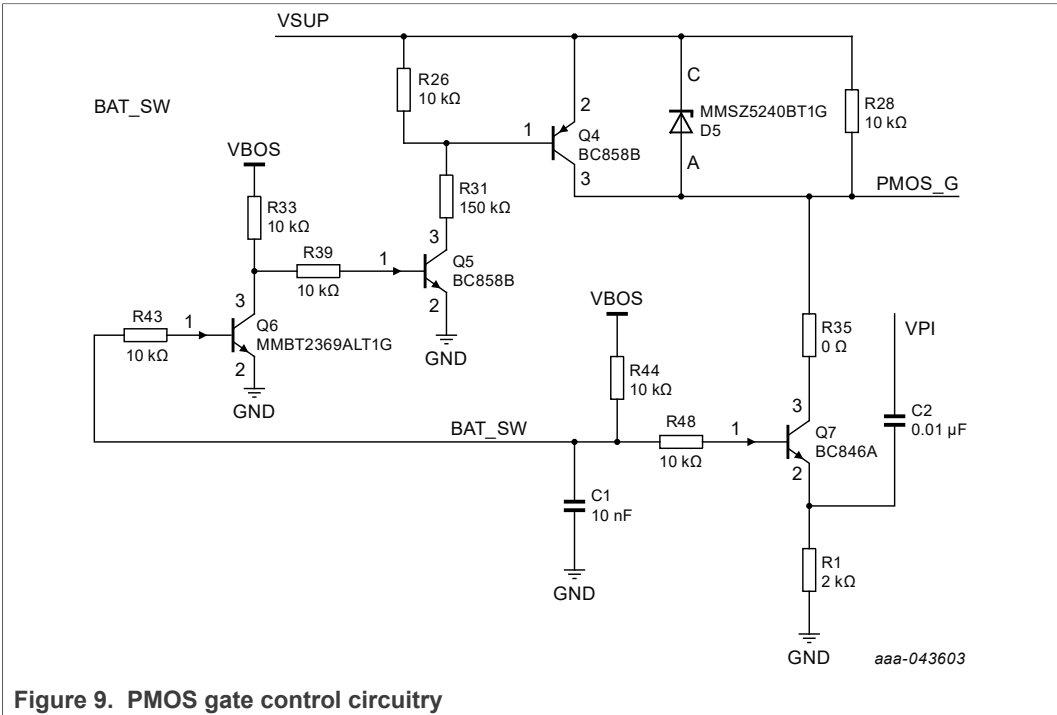 VSUP
R26
10 kΩ
C
MMSZ5240BT1G
D5
A
R28
10 kΩ
BAT_SW
2
1
Q4
BC858B
3
PMOS_G
VBOS
R33
10 kΩ
R31
150 kΩ
R39
10 kΩ
3
1
Q5
BC858B
2
GND
R43
10 kΩ
3
1
Q6
MMBT2369ALT1G
2
GND
VBOS
R44
10 kΩ
R35
0 Ω
VPI
C2
0.01 µF
BAT_SW
R48
10 kΩ
3
1
Q7
BC846A
2
C1
10 nF
GND
R1
2 kΩ
GND
aaa-043603
Figure 9. PMOS gate control circuitry